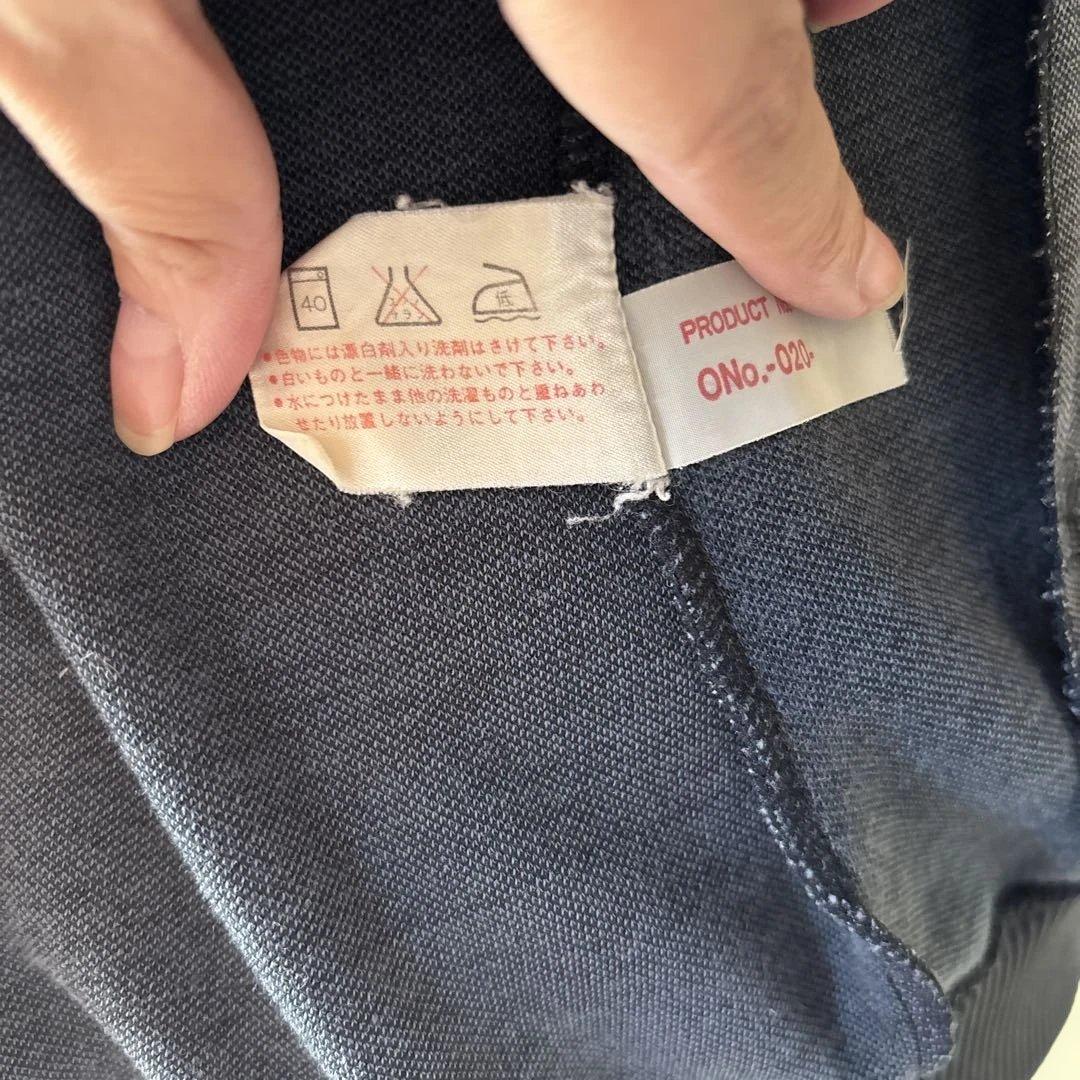 40
エンソ
低
•色物には漂白剤入り洗剤はさけて下さい。
•白いものと一緒に洗わないで下さい。
•水につけたまま他の洗濯ものと重ねあわ
せたり放置しないようにして下さい。
PRODUCT
ONo.-020-